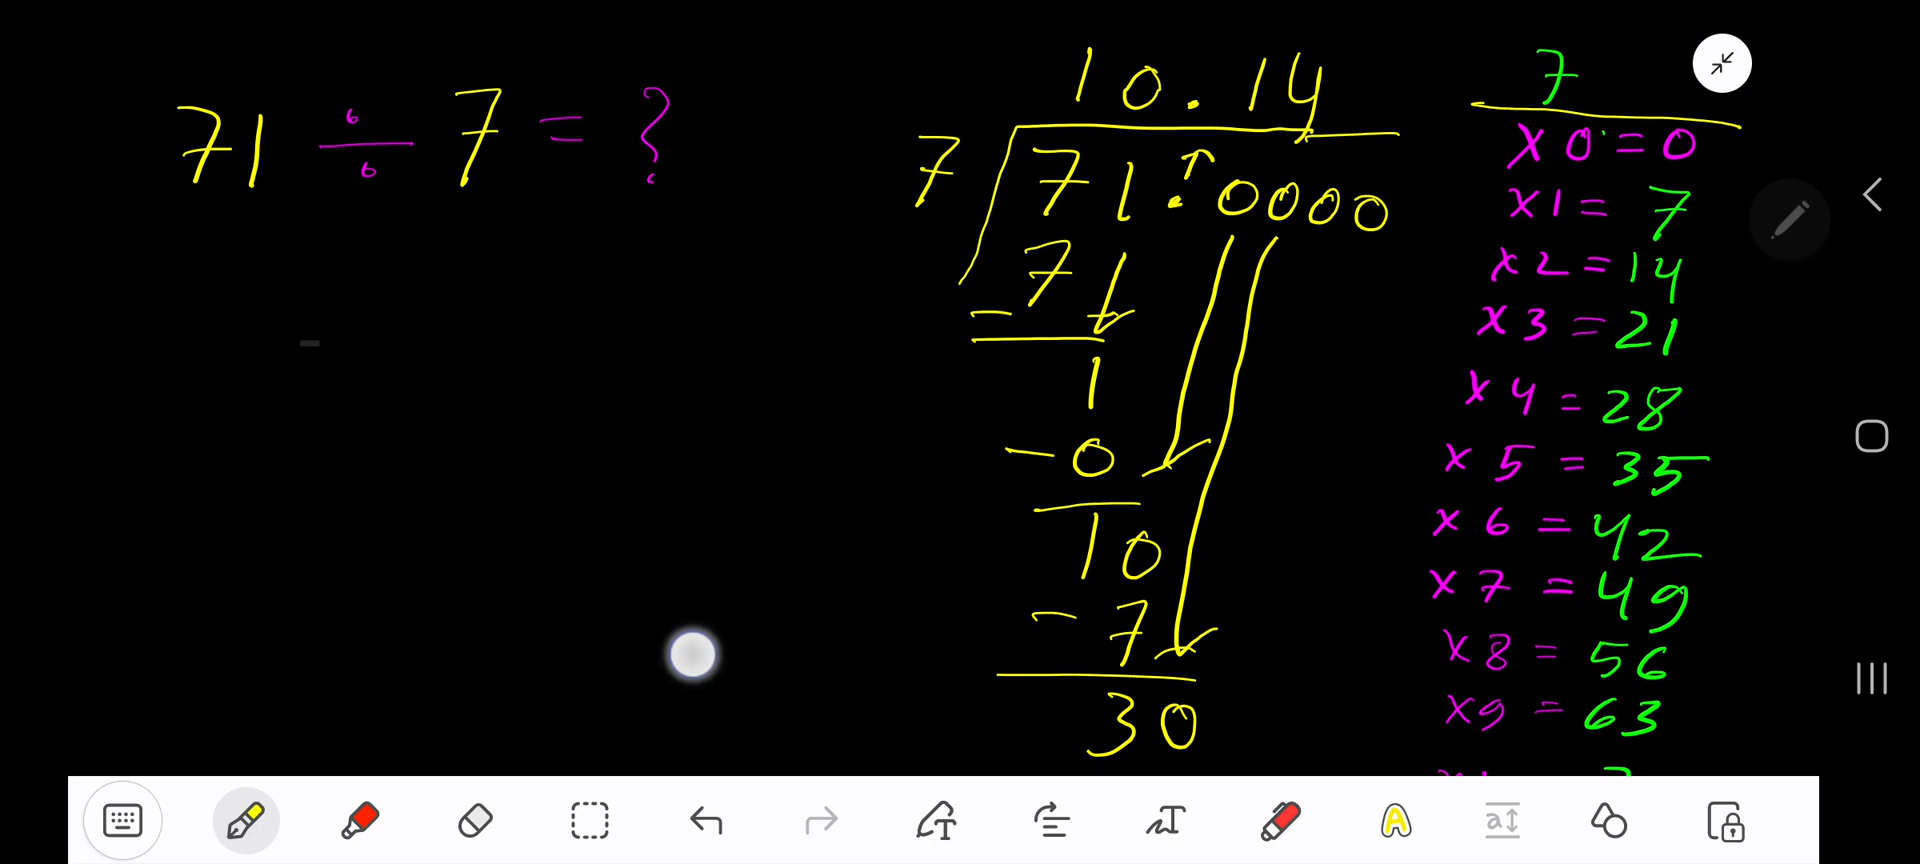 71 ÷ 7 = ?
10.14
7 71.0000
7
1
-0
10
-7
30
7
x0=0
x1=7
x2=14
x3=21
x4=28
x5=35
x6=42
x7=49
x8=56
x9=63